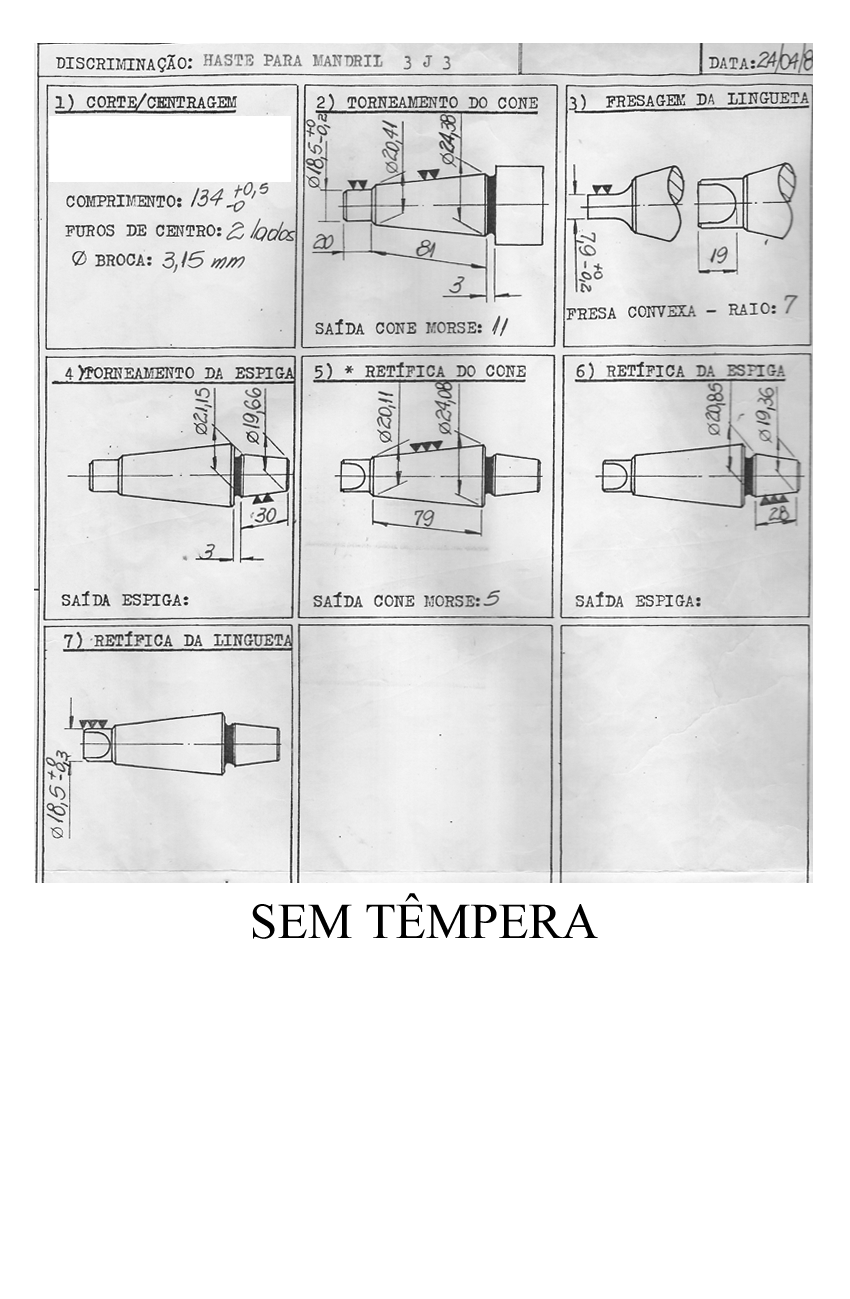 DISCRIMINAÇÃO: HASTE PARA MANDRIL 3 J 3
DATA: 24/04/8
1) CORTE/CENTRAGEM
COMPRIMENTO: 134 +0,5 -0
FUROS DE CENTRO: 2 lados
Ø BROCA: 3,15 mm
2) TORNEAMENTO DO CONE
Ø18,5 +0 -0,2
Ø20,41
Ø24,38
20
81
3
SAÍDA CONE MORSE: 11
3) FRESAGEM DA LINGUETA
7,9 +0 -0,2
19
FRESA CONVEXA - RAIO: 7
4) TORNEAMENTO DA ESPIGA
Ø21,15
Ø19,66
30
3
SAÍDA ESPIGA:
5) * RETÍFICA DO CONE
Ø20,11
Ø24,08
79
SAÍDA CONE MORSE: 5
6) RETÍFICA DA ESPIGA
Ø20,85
Ø19,36
28
SAÍDA ESPIGA:
7) RETÍFICA DA LINGUETA
Ø18,5 +0 -0,3
SEM TÊMPERA